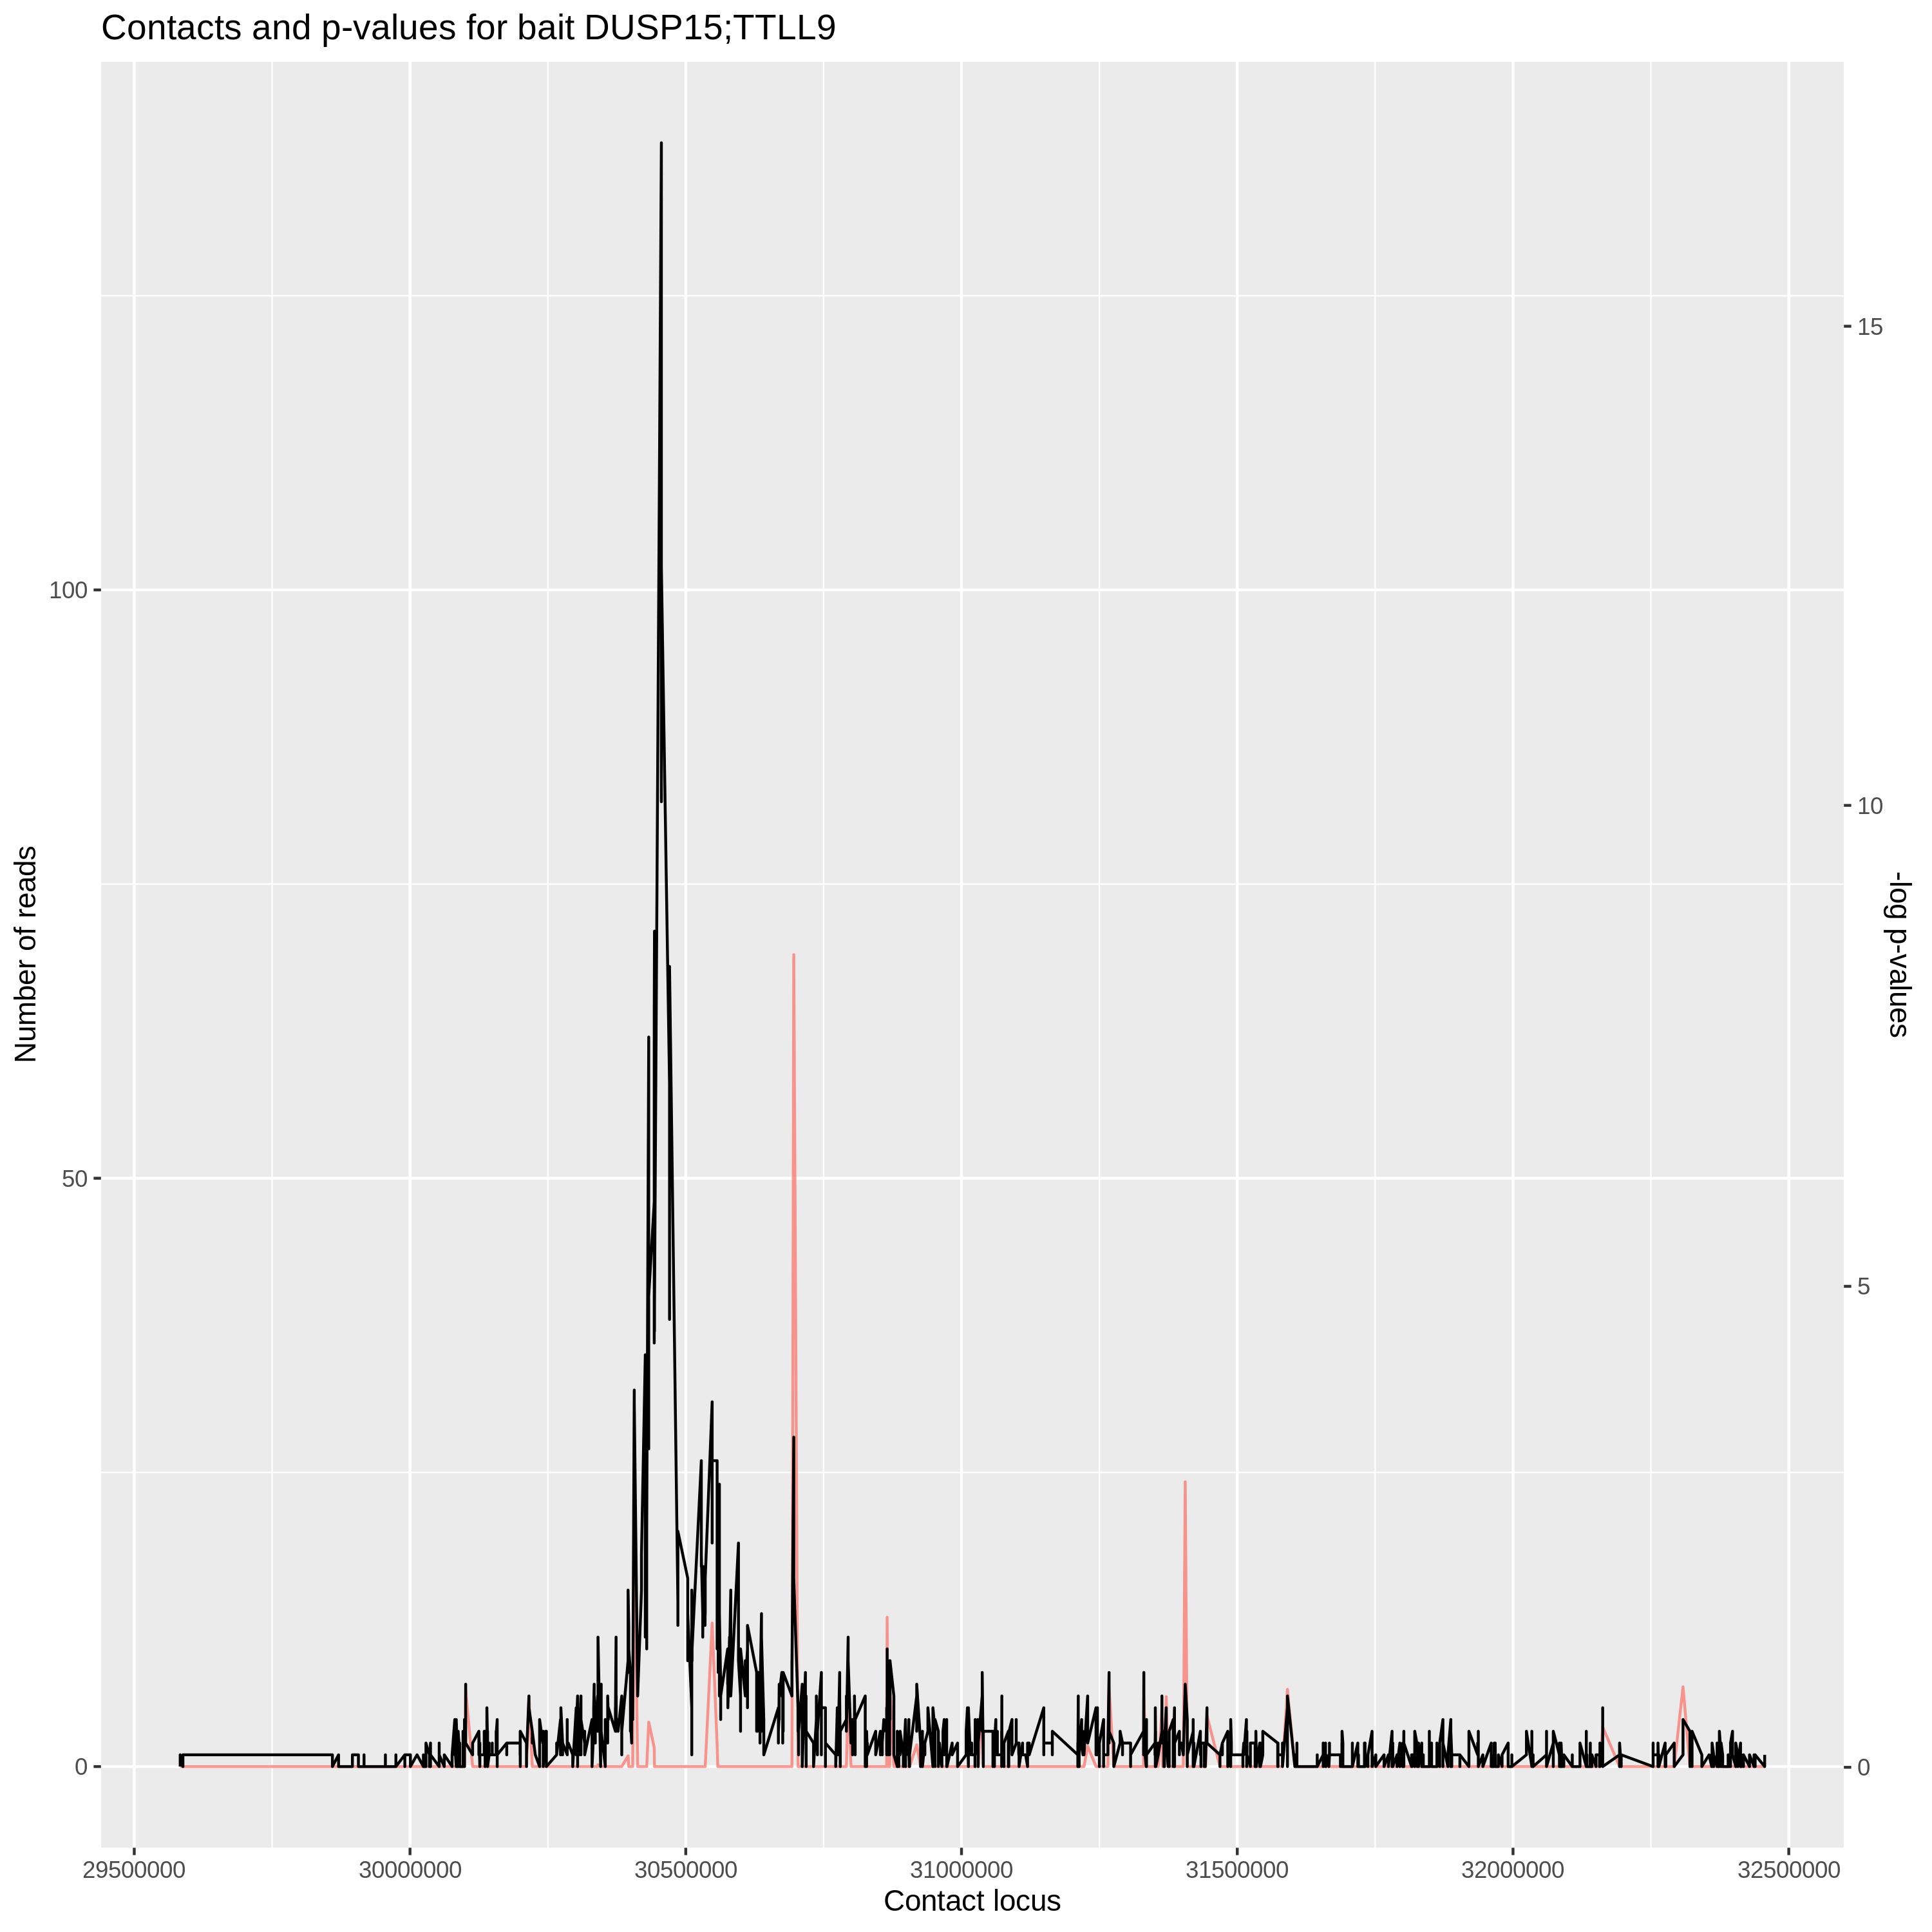 Contacts and p-values for bait DUSP15;TTLL9
15
100
10
Number of reads
-log p-values
50
5
0
0
29500000 30000000 30500000 31000000 31500000 32000000 32500000
Contact locus